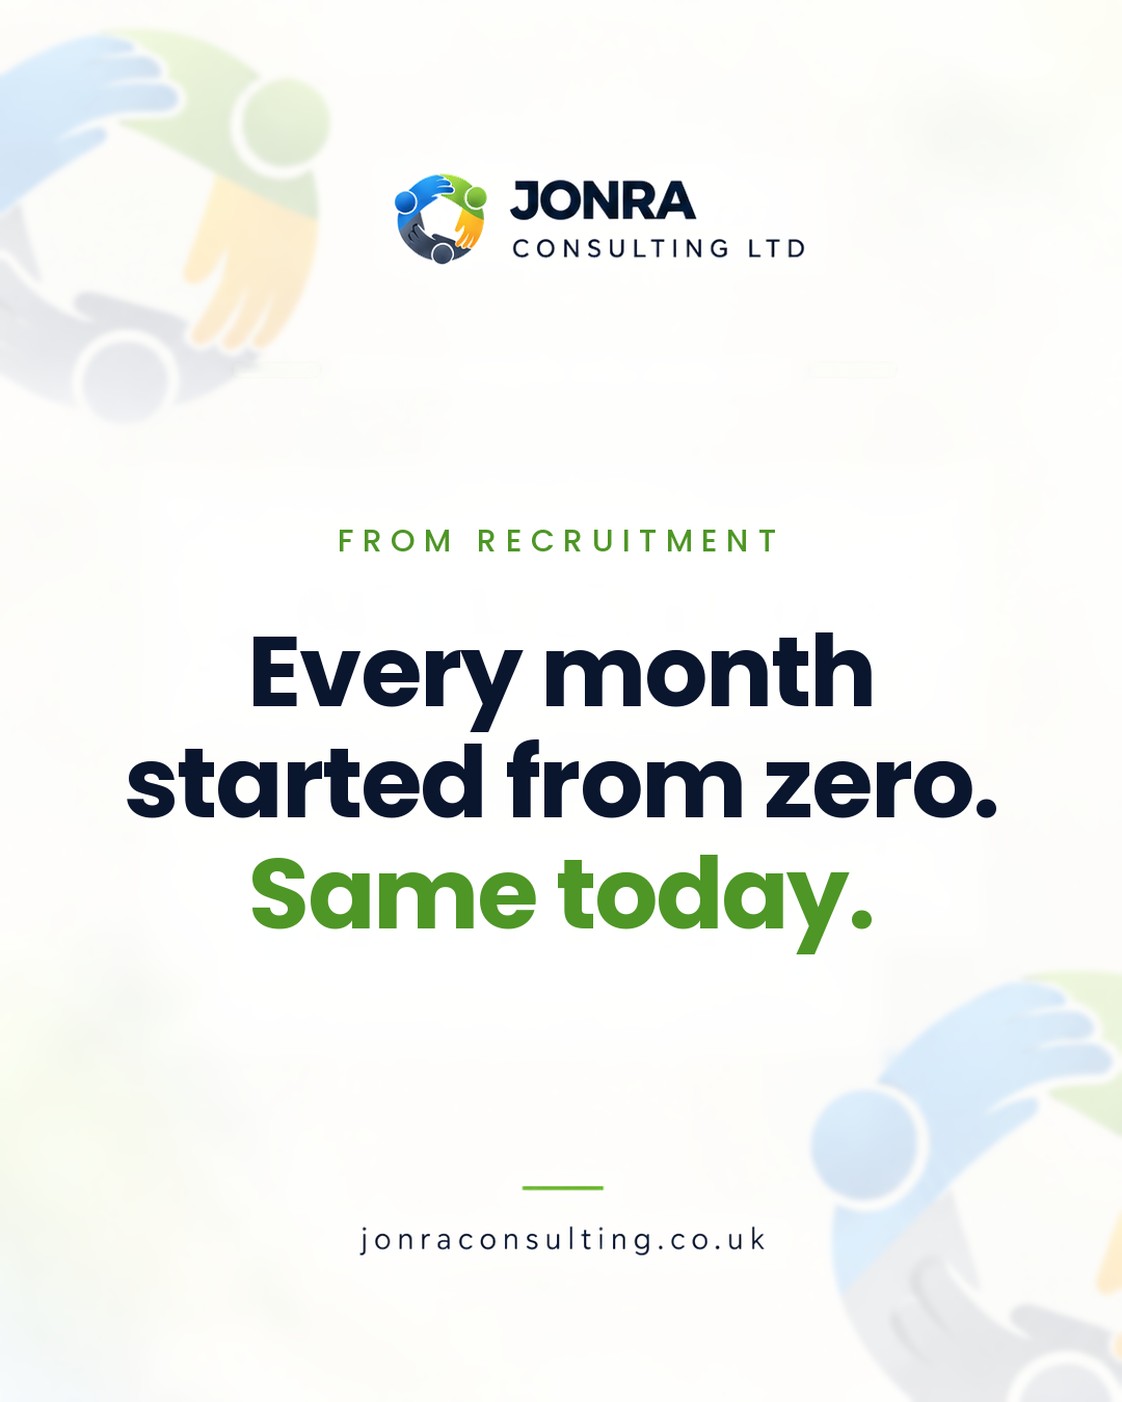 JONRA
CONSULTING LTD
FROM RECRUITMENT
Every month
started from zero.
Same today.
jonraconsulting.co.uk